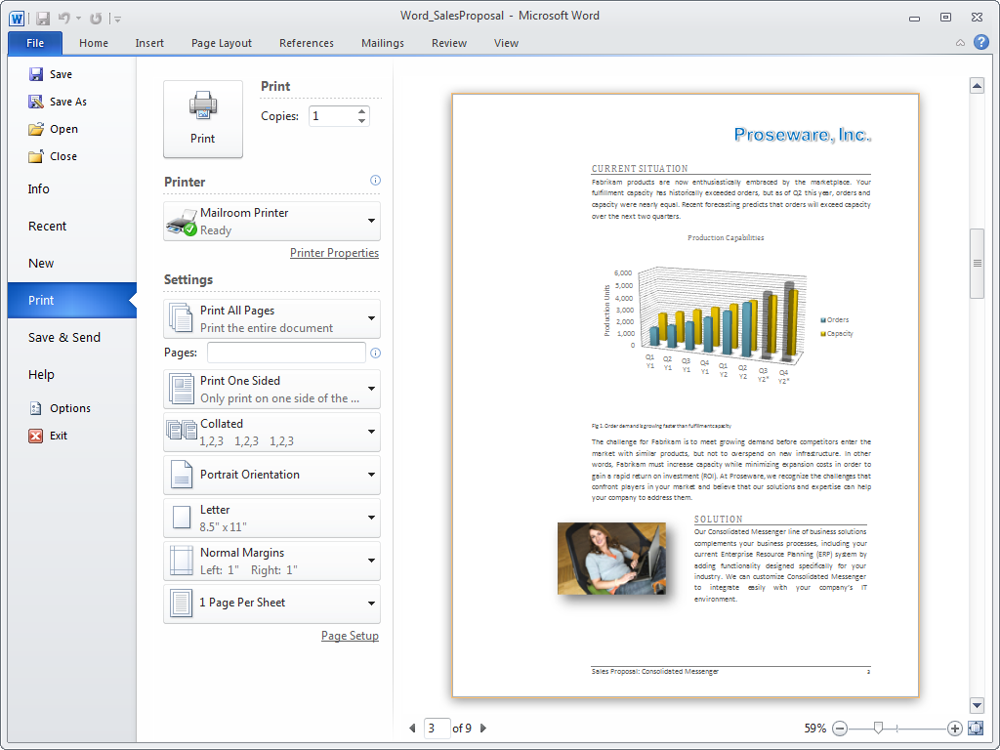 Word_SalesProposal - Microsoft Word
File Home Insert Page Layout References Mailings Review View
Save
Save As
Open
Close
Info
Recent
New
Print
Save & Send
Help
Options
Exit
Print
Print
Copies: 1
Printer
Mailroom Printer
Ready
Printer Properties
Settings
Print All Pages
Print the entire document
Pages:
Print One Sided
Only print on one side of the ...
Collated
1,2,3 1,2,3 1,2,3
Portrait Orientation
Letter
8.5" x 11"
Normal Margins
Left: 1" Right: 1"
1 Page Per Sheet
Page Setup
Proseware, Inc.
CURRENT SITUATION
Fabrikam products are now enthusiastically embraced by the marketplace. Your
fulfillment capacity has historically exceeded orders, but as of Q2 this year, orders and
capacity were nearly equal. Recent forecasting predicts that orders will exceed capacity
over the next two quarters.
Production Capabilities
Production Units
6,000
5,000
4,000
3,000
2,000
1,000
0
Q1 Q2 Q3 Q4 Q1 Q2 Q3 Q4
Y1 Y1 Y1 Y1 Y2 Y2 Y2* Y2*
Orders
Capacity
Fig 1. Order demand is growing faster than fulfillment capacity
The challenge for Fabrikam is to meet growing demand before competitors enter the
market with similar products, but not to overspend on new infrastructure. In other
words, Fabrikam must increase capacity while minimizing expansion costs in order to
gain a rapid return on investment (ROI). At Proseware, we recognize the challenges that
confront players in your market and believe that our solutions and expertise can help
your company to address them.
SOLUTION
Our Consolidated Messenger line of business solutions
complements your business processes, including your
current Enterprise Resource Planning (ERP) system by
adding functionality designed specifically for your
industry. We can customize Consolidated Messenger
to integrate easily with your company's IT
environment.
Sales Proposal: Consolidated Messenger 3
3 of 9
59%